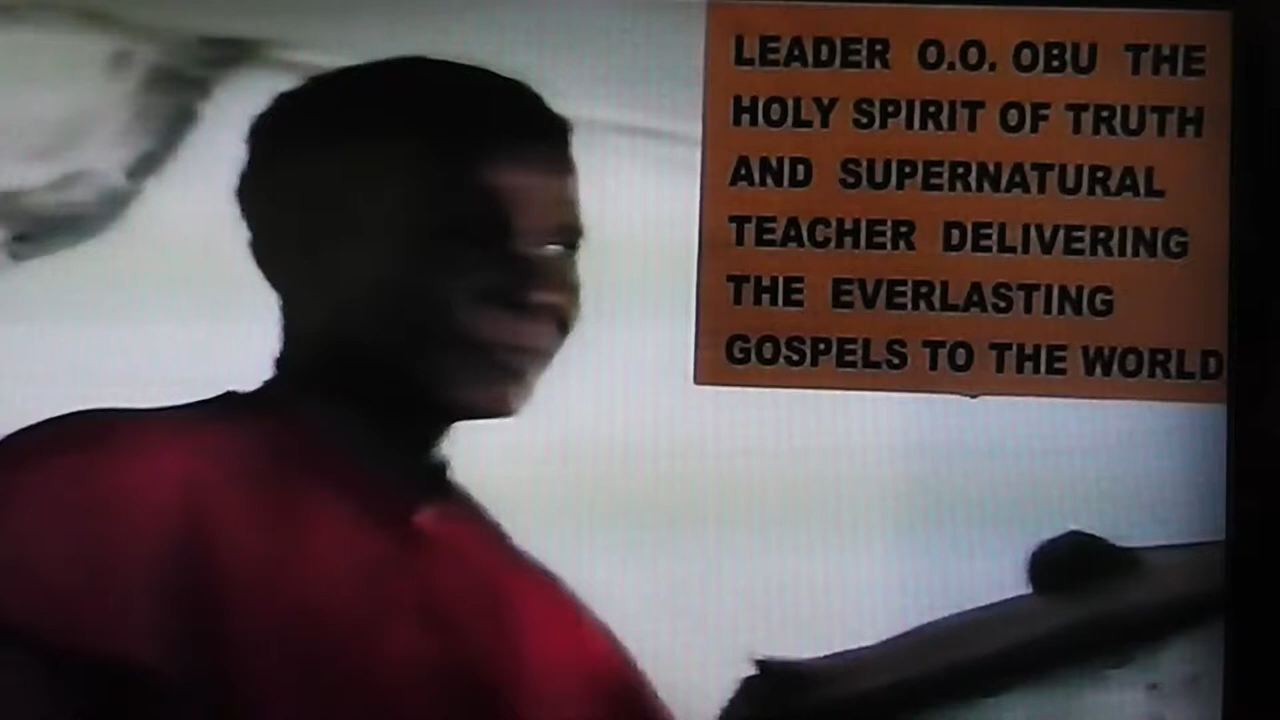 LEADER O.O. OBU THE
HOLY SPIRIT OF TRUTH
AND SUPERNATURAL
TEACHER DELIVERING
THE EVERLASTING
GOSPELS TO THE WORLD